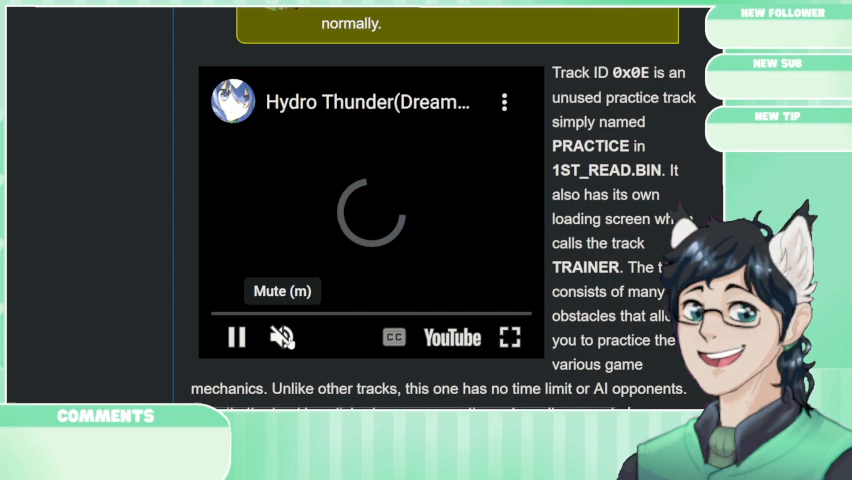 NEW FOLLOWER
NEW SUB
NEW TIP
normally.
Hydro Thunder(Dream...
Mute (m)
CC
YouTube
Track ID 0x0E is an
unused practice track
simply named
PRACTICE in
1ST_READ.BIN. It
also has its own
loading screen
calls the track
TRAINER. The
consists of many
obstacles that
you to practice the
various game
mechanics. Unlike other tracks, this one has no time limit or AI opponents.
COMMENTS